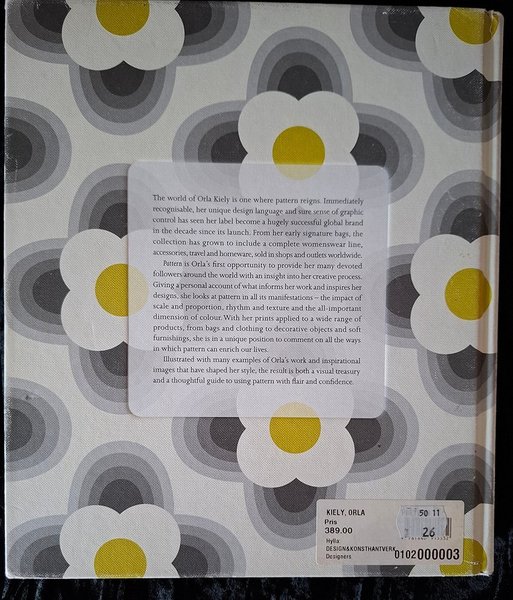 The world of Orla Kiely is one where pattern reigns. Immediately
recognisable, her unique design language and sure sense of graphic
control has seen her label become a hugely successful global brand
in the decade since its launch. From her early signature bags, the
collection has grown to include a complete womenswear line,
accessories, travel and homeware, sold in shops and outlets worldwide.
Pattern is Orla's first opportunity to provide her many devoted
followers around the world with an insight into her creative process.
Giving a personal account of what informs her work and inspires her
designs, she looks at pattern in all its manifestations – the impact of
scale and proportion, rhythm and texture and the all-important
dimension of colour. With her prints applied to a wide range of
products, from bags and clothing to decorative objects and soft
furnishings, she is in a unique position to comment on all the ways
in which pattern can enrich our lives.
Illustrated with many examples of Orla's work and inspirational
images that have shaped her style, the result is both a visual treasury
and a thoughtful guide to using pattern with flair and confidence.
KIELY, ORLA
Pris
389.00
Hylla:
DESIGN&KONSTHANTVERK
Designers
50 11
26
0102000003